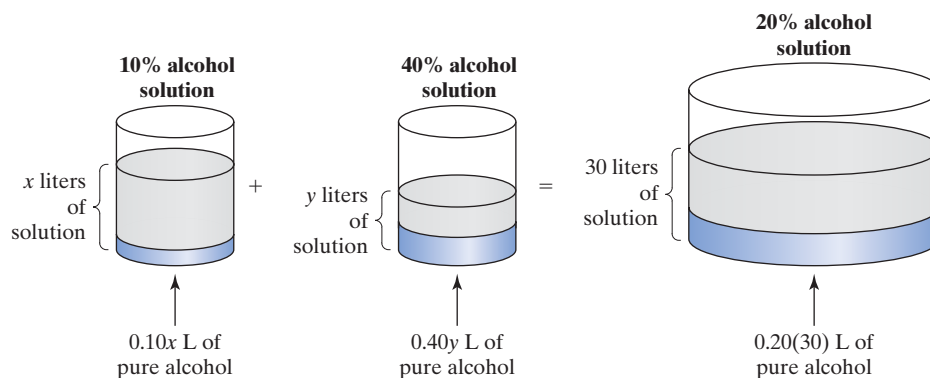 10% alcohol
solution
x liters
of
solution
0.10x L of
pure alcohol
+
40% alcohol
solution
y liters
of
solution
0.40y L of
pure alcohol
=
20% alcohol
solution
30 liters
of
solution
0.20(30) L of
pure alcohol